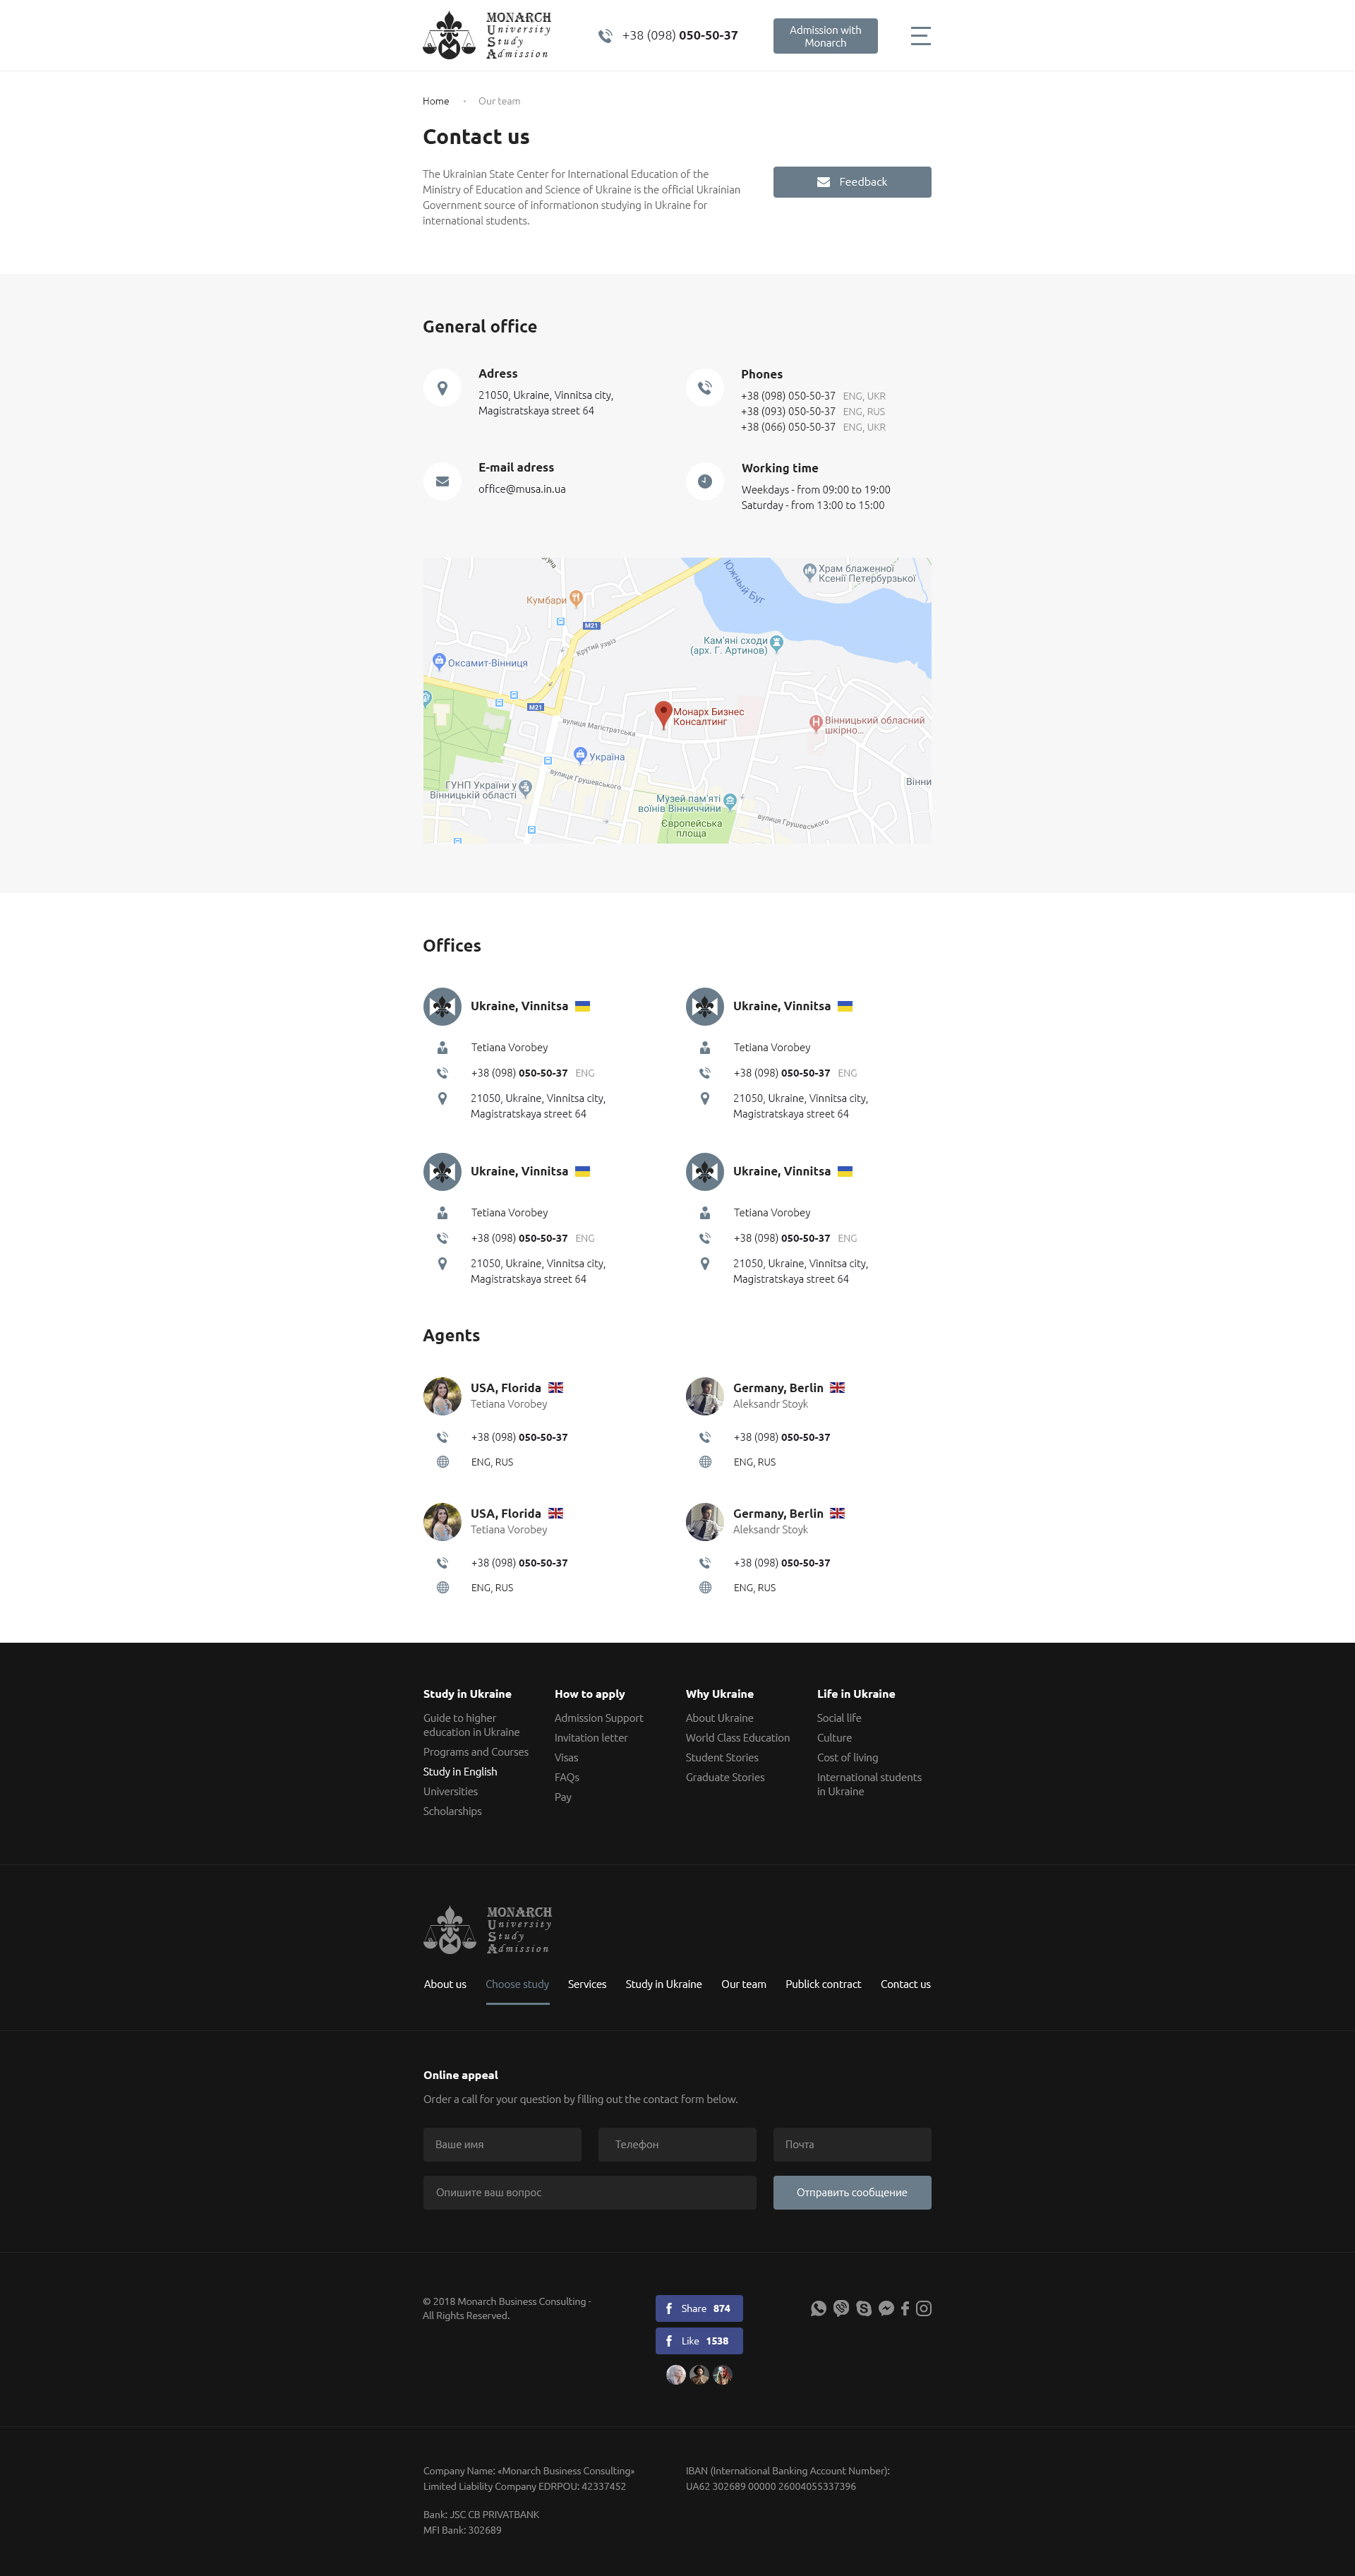 MONARCH
University
Study
Admission
+38 (098) 050-50-37
Admission with
Monarch
Home • Our team
Contact us
The Ukrainian State Center for International Education of the
Ministry of Education and Science of Ukraine is the official Ukrainian
Government source of informationon studying in Ukraine for
international students.
Feedback
General office
Adress
21050, Ukraine, Vinnitsa city,
Magistratskaya street 64
Phones
+38 (098) 050-50-37 ENG, UKR
+38 (093) 050-50-37 ENG, RUS
+38 (066) 050-50-37 ENG, UKR
E-mail adress
office@musa.in.ua
Working time
Weekdays - from 09:00 to 19:00
Saturday - from 13:00 to 15:00
Южный Буг
Храм блаженної
Ксенії Петербурзької
Кумбари
M21
Крутий узвіз
Кам'яні сходи
(арх. Г. Артинов)
Оксамит-Вінниця
M21
вулиця Магістратська
Монарх Бизнес
Консалтинг
Вінницький обласний
шкірно...
Україна
вулиця Грушевського
ГУНП України у
Вінницькій області
Вінни
Музей пам'яті
воїнів Вінниччини
Європейська
площа
вулиця Грушевського
Offices
Ukraine, Vinnitsa
Tetiana Vorobey
+38 (098) 050-50-37 ENG
21050, Ukraine, Vinnitsa city,
Magistratskaya street 64
Ukraine, Vinnitsa
Tetiana Vorobey
+38 (098) 050-50-37 ENG
21050, Ukraine, Vinnitsa city,
Magistratskaya street 64
Ukraine, Vinnitsa
Tetiana Vorobey
+38 (098) 050-50-37 ENG
21050, Ukraine, Vinnitsa city,
Magistratskaya street 64
Ukraine, Vinnitsa
Tetiana Vorobey
+38 (098) 050-50-37 ENG
21050, Ukraine, Vinnitsa city,
Magistratskaya street 64
Agents
USA, Florida
Tetiana Vorobey
+38 (098) 050-50-37
ENG, RUS
Germany, Berlin
Aleksandr Stoyk
+38 (098) 050-50-37
ENG, RUS
USA, Florida
Tetiana Vorobey
+38 (098) 050-50-37
ENG, RUS
Germany, Berlin
Aleksandr Stoyk
+38 (098) 050-50-37
ENG, RUS
Study in Ukraine
Guide to higher
education in Ukraine
Programs and Courses
Study in English
Universities
Scholarships
How to apply
Admission Support
Invitation letter
Visas
FAQs
Pay
Why Ukraine
About Ukraine
World Class Education
Student Stories
Graduate Stories
Life in Ukraine
Social life
Culture
Cost of living
International students
in Ukraine
MONARCH
University
Study
Admission
About us Choose study Services Study in Ukraine Our team Publick contract Contact us
Online appeal
Order a call for your question by filling out the contact form below.
Ваше имя Телефон Почта
Опишите ваш вопрос Отправить сообщение
© 2018 Monarch Business Consulting -
All Rights Reserved.
Share 874
Like 1538
Company Name: «Monarch Business Consulting»
Limited Liability Company EDRPOU: 42337452
IBAN (International Banking Account Number):
UA62 302689 00000 26004055337396
Bank: JSC CB PRIVATBANK
MFI Bank: 302689